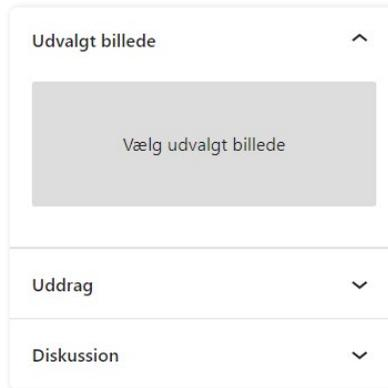 Udvalgt billede
Vælg udvalgt billede
Uddrag
Diskussion